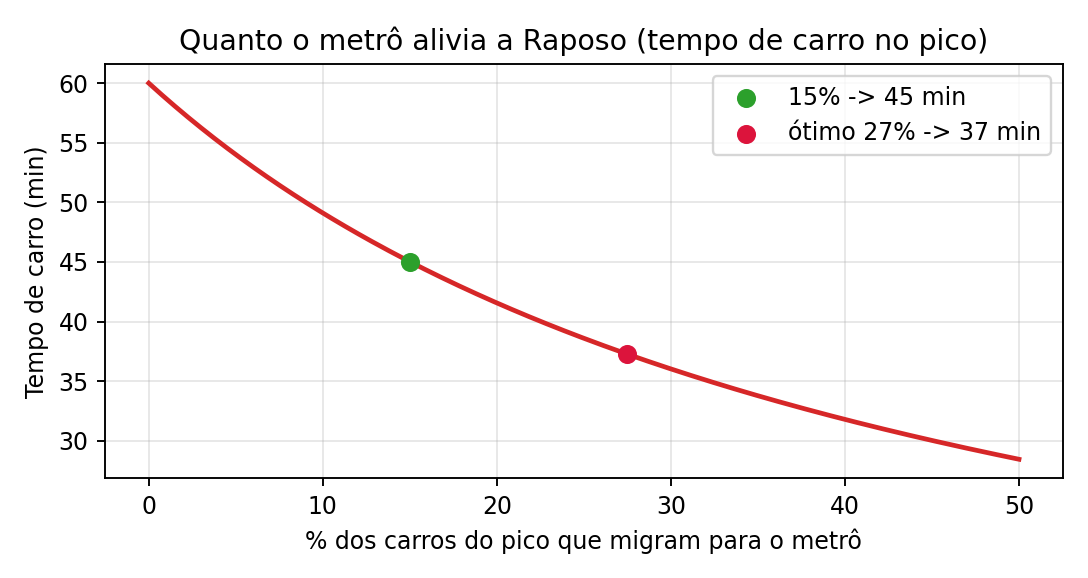 Quanto o metrô alivia a Raposo (tempo de carro no pico)
15% -> 45 min
ótimo 27% -> 37 min
Tempo de carro (min)
60
55
50
45
40
35
30
0 10 20 30 40 50
% dos carros do pico que migram para o metrô